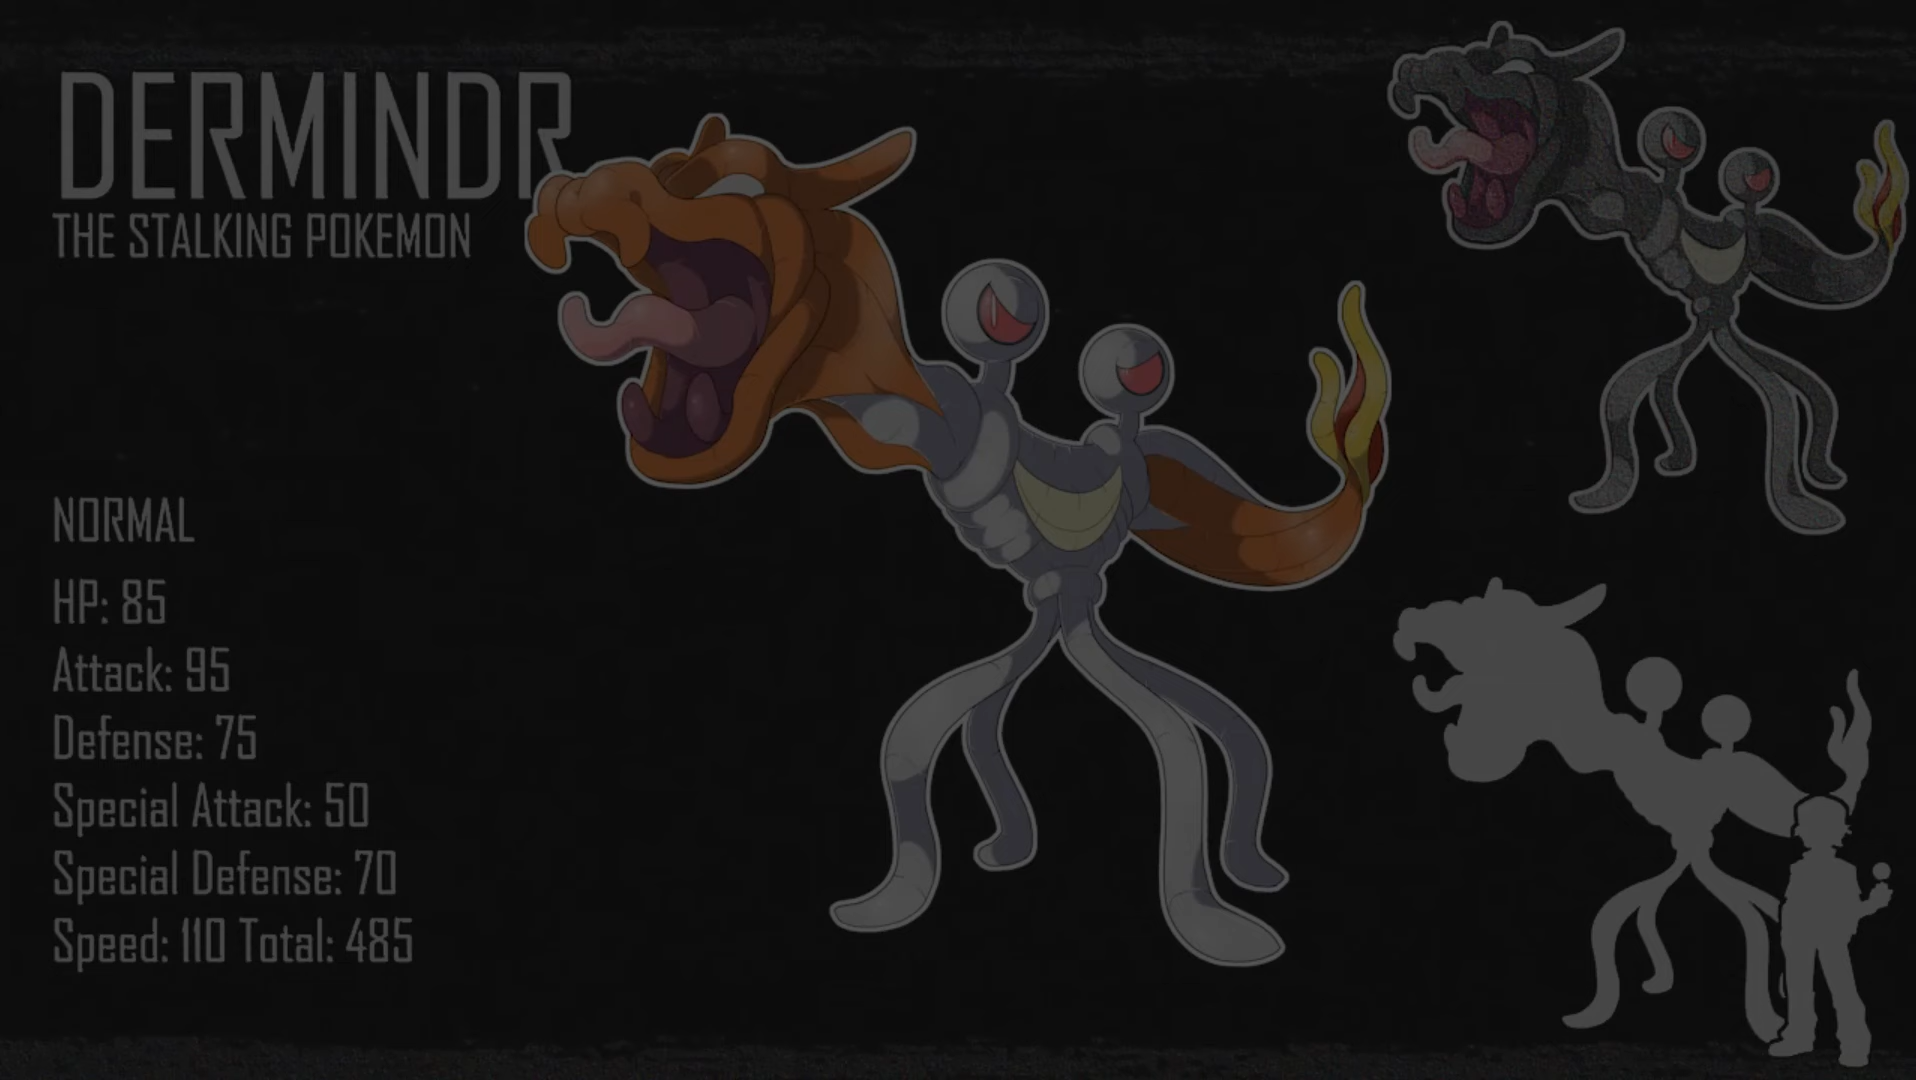 DERMINDR
THE STALKING POKEMON
NORMAL
HP: 85
Attack: 95
Defense: 75
Special Attack: 50
Special Defense: 70
Speed: 110 Total: 485